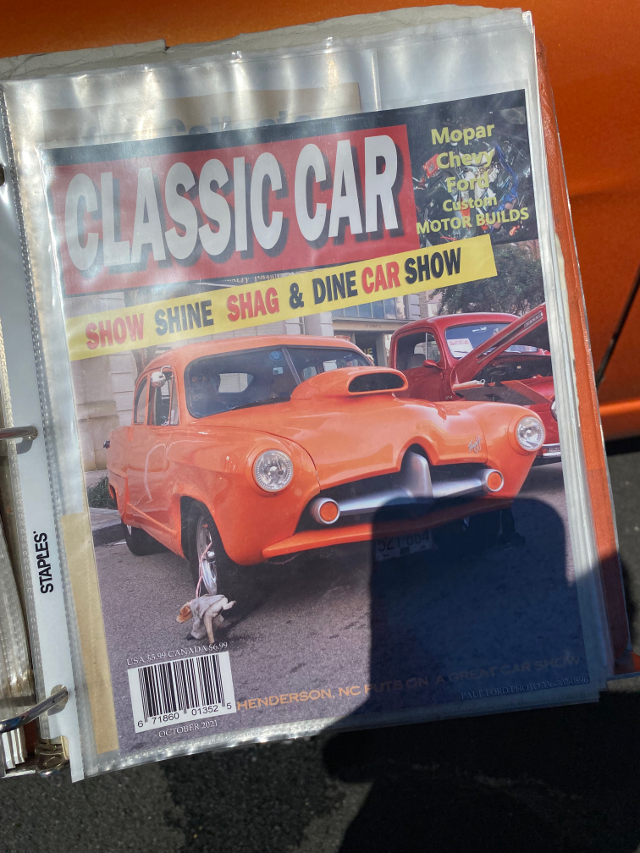 CLASSIC CAR
Mopar
Chevy
Ford
Custom
MOTOR BUILDS
SHOW SHINE SHAG & DINE CAR SHOW
STAPLES
USA $5.99 CANADA $6.99
6 71860 01352 5
OCTOBER 2021
HENDERSON, NC PUTS ON A GREAT CAR SHOW